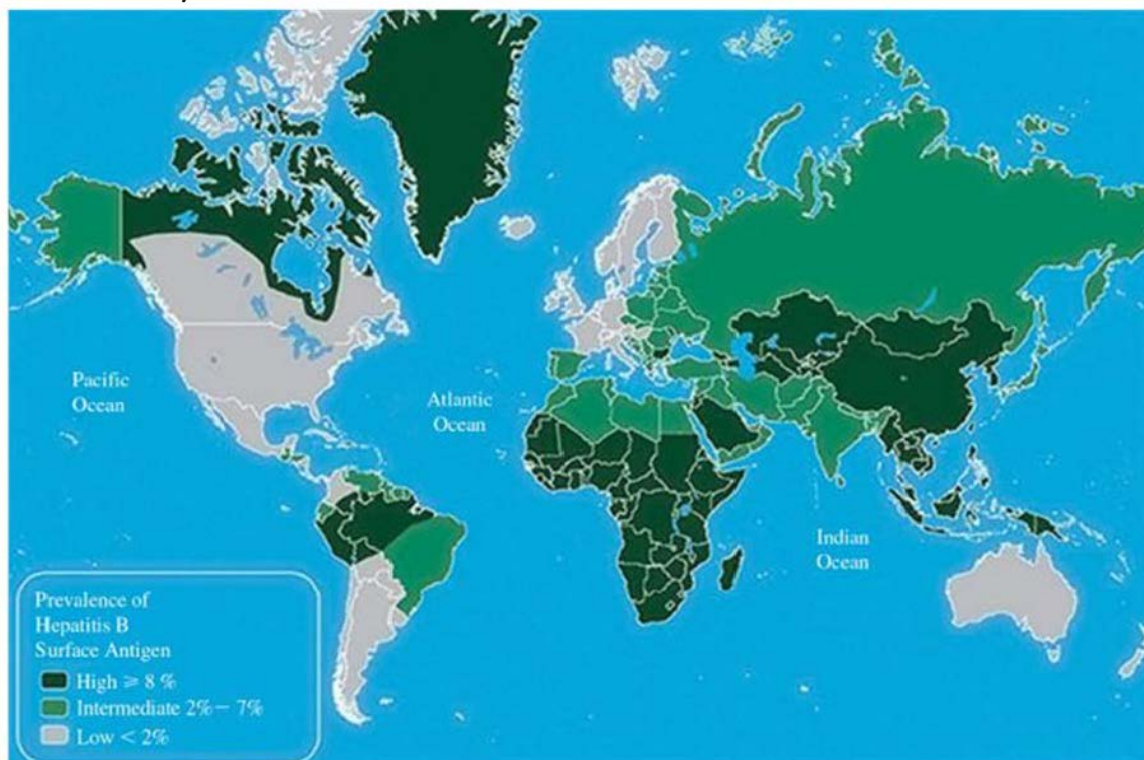 Pacific
Ocean
Atlantic
Ocean
Indian
Ocean
Prevalence of
Hepatitis B
Surface Antigen
High ⩾ 8 %
Intermediate 2%− 7%
Low < 2%